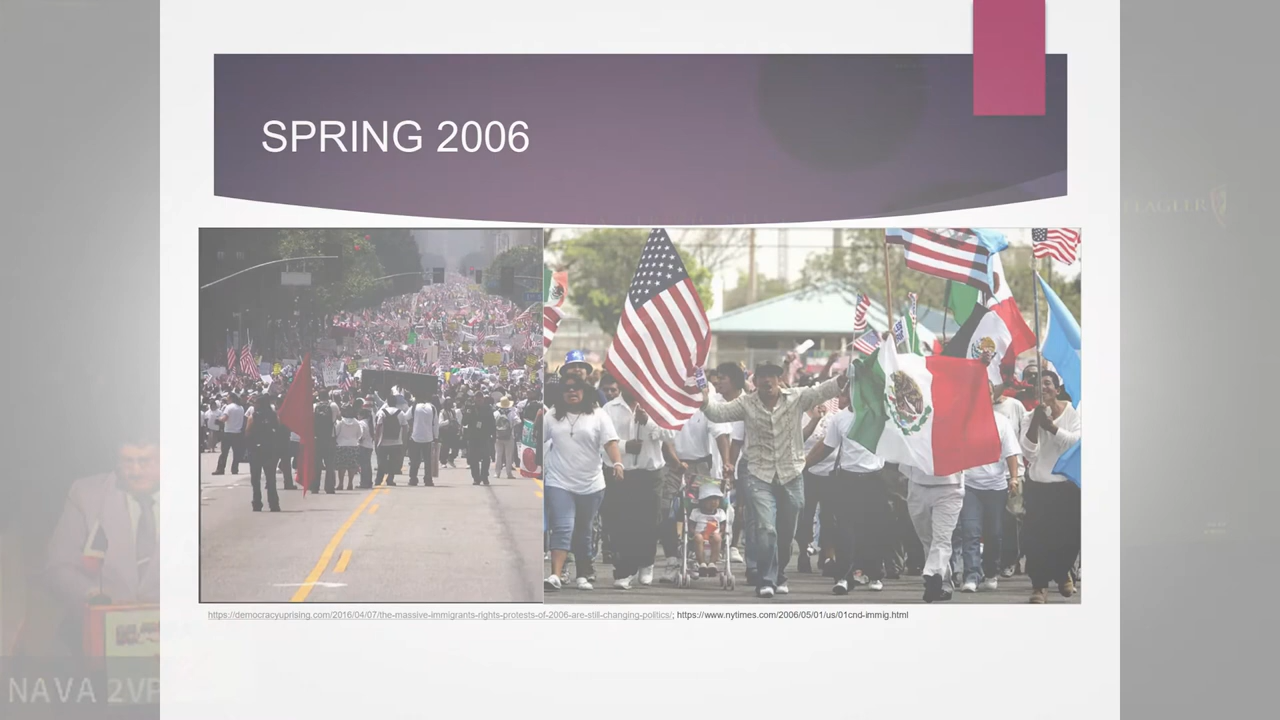 SPRING 2006
FLAGLER
https://democracyuprising.com/2016/04/07/the-massive-immigrants-rights-protests-of-2006-are-still-changing-politics/; https://www.nytimes.com/2006/05/01/us/01cnd-immig.html
NAVA 2VP